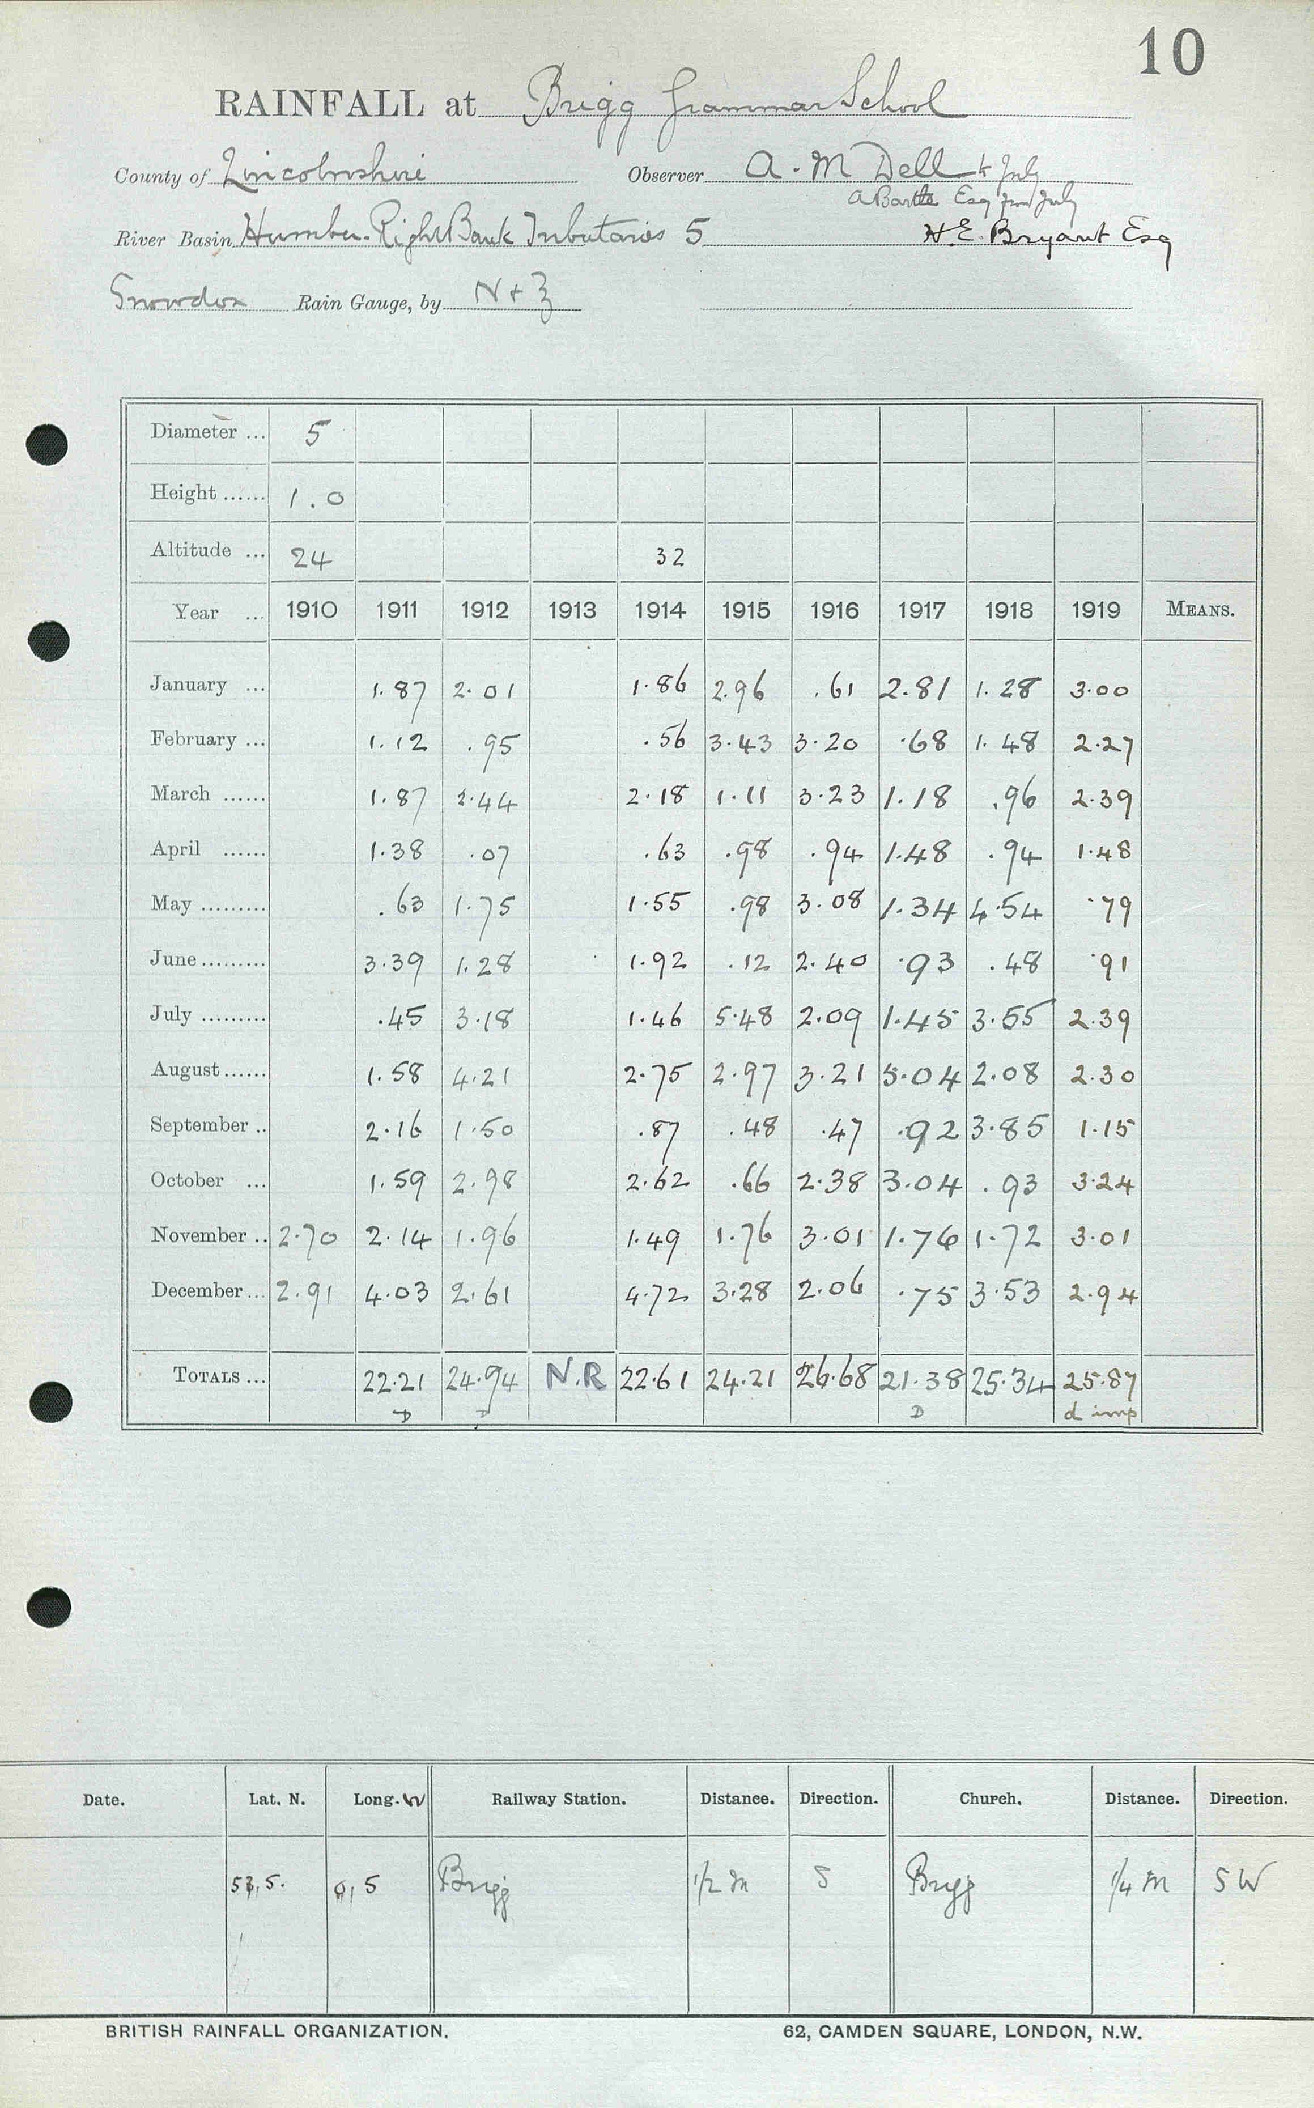 10
RAINFALL at Brigg Grammar School
County of Lincolnshire Observer A. M Dell to July
A Bartle Esq from July
River Basin Humber. Right Bank Tributaries 5 H. E. Bryant Esq
Snowdon Rain Gauge, by N + Z
Diameter ... 5
Height ...... 1.0
Altitude ... 24 32
Year ... 1910 1911 1912 1913 1914 1915 1916 1917 1918 1919 MEANS.
January ... 1.87 2.01 1.86 2.96 .61 2.81 1.28 3.00
February ... 1.12 .95 .56 3.43 3.20 .68 1.48 2.27
March ...... 1.87 2.44 2.18 1.11 3.23 1.18 .96 2.39
April ...... 1.38 .07 .63 .98 .94 1.48 .94 1.48
May ......... .63 1.75 1.55 .98 3.08 1.34 4.54 .79
June ......... 3.39 1.28 1.92 .12 2.40 .93 .48 .91
July ......... .45 3.18 1.46 5.48 2.09 1.45 3.55 2.39
August ...... 1.58 4.21 2.75 2.97 3.21 5.04 2.08 2.30
September .. 2.16 1.50 .87 .48 .47 .92 3.85 1.15
October ... 1.59 2.98 2.62 .66 2.38 3.04 .93 3.24
November .. 2.70 2.14 1.96 1.49 1.76 3.01 1.76 1.72 3.01
December ... 2.91 4.03 2.61 4.72 3.28 2.06 .75 3.53 2.94
TOTALS ... 22.21 24.94 N.R 22.61 24.21 26.68 21.38 25.34 25.87
D D D d imp
Date. Lat. N. Long. W Railway Station. Distance. Direction. Church. Distance. Direction.
53,5. 0,5 Brigg 1/2 m S Brigg 1/4 m SW
BRITISH RAINFALL ORGANIZATION. 62, CAMDEN SQUARE, LONDON, N.W.